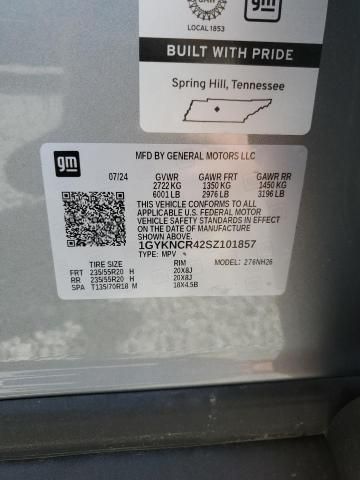 UAW
gm
LOCAL 1853
BUILT WITH PRIDE
Spring Hill, Tennessee
gm
MFD BY GENERAL MOTORS LLC
07/24 GVWR GAWR FRT GAWR RR
2722 KG 1350 KG 1450 KG
6001 LB 2976 LB 3196 LB
THIS VEHICLE CONFORMS TO ALL
APPLICABLE U.S. FEDERAL MOTOR
VEHICLE SAFETY STANDARDS IN EFFECT
ON THE DATE OF MANUFACTURE
SHOWN ABOVE.
1GYKNCR42SZ101857
TYPE: MPV MODEL: 276NH26
TIRE SIZE RIM
FRT 235/55R20 H 20X8J
RR 235/55R20 H 20X8J
SPA T135/70R18 M 18X4.5B